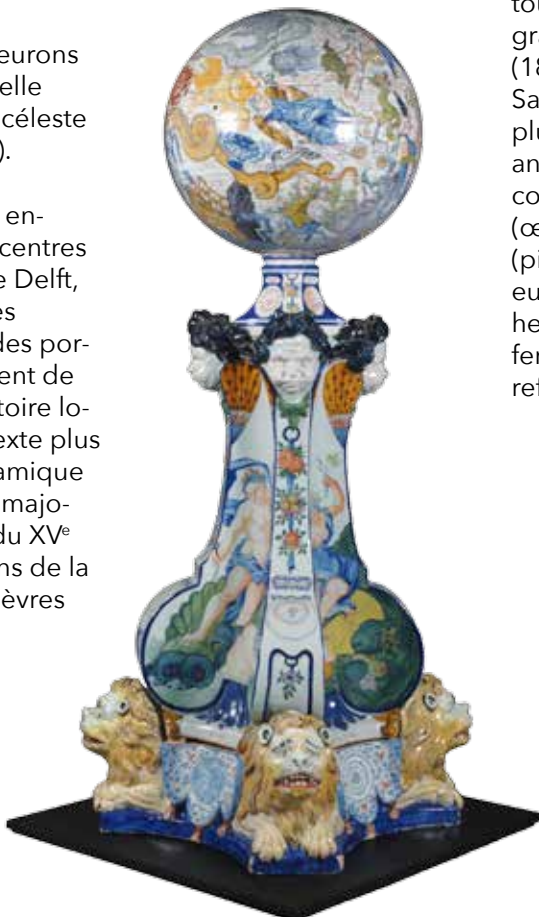 eurons
elle
céleste
).
en-
centres
e Delft,
es
des por-
ent de
toire lo-
exte plus
amique
majo-
du XVe
ns de la
èvres
tou
gra
(18
Sa
plu
an
co
(œ
(pi
eu
he
fer
ref